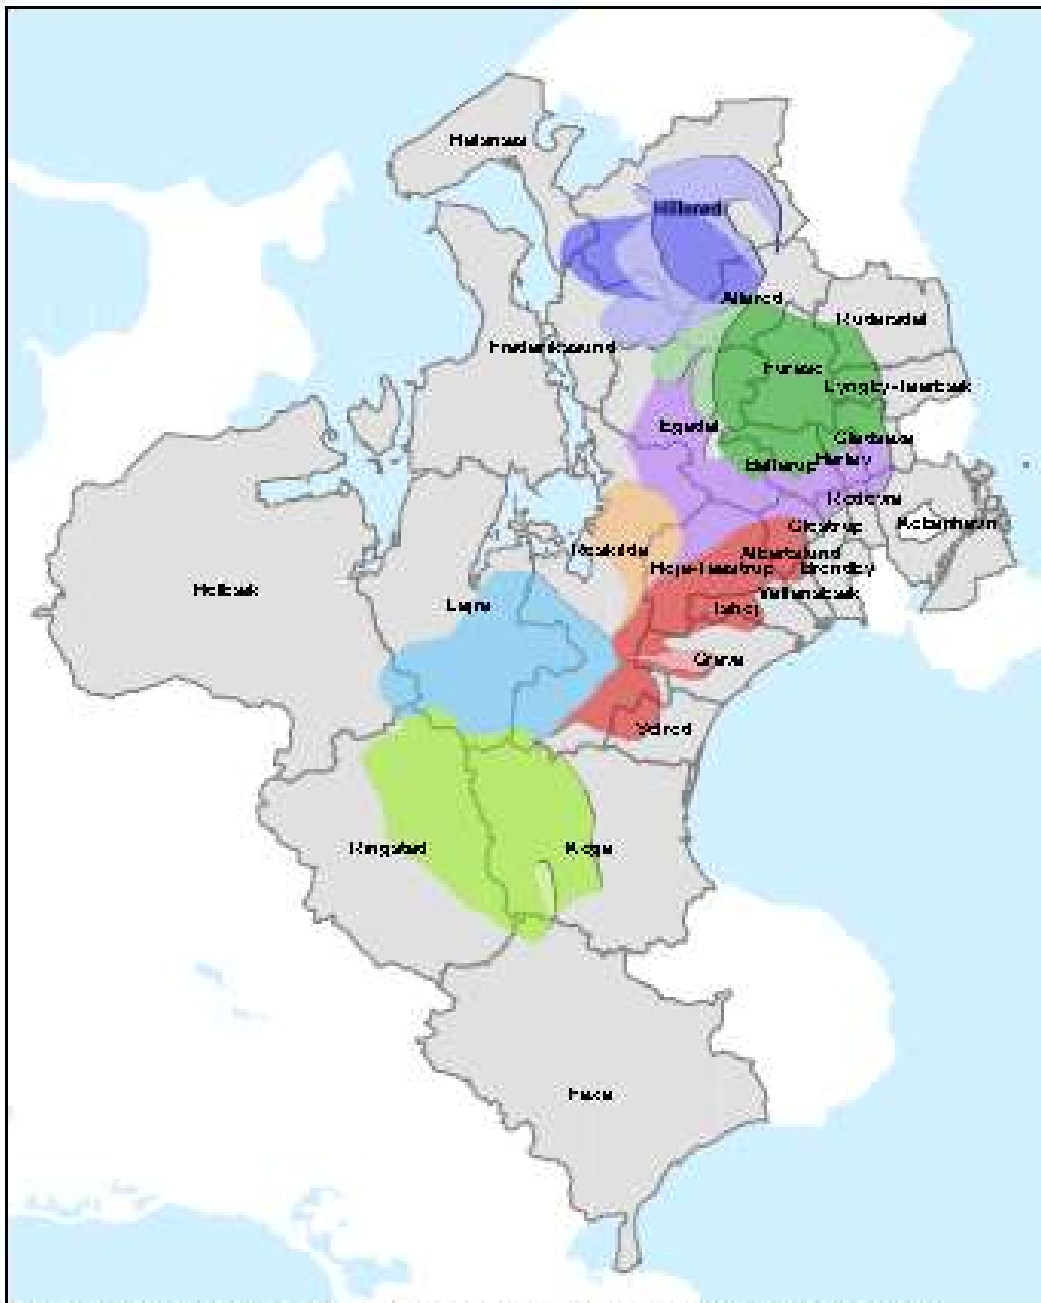 Halsnæs
Hillerød
Allerød
Rudersdal
Frederikssund
Furesø
Lyngby-Taarbæk
Egedal
Gladsaxe
Ballerup
Herlev
Rødovre
Glostrup
København
Roskilde
Albertslund
Høje-Taastrup
Brøndby
Holbæk
Vallensbæk
Lejre
Ishøj
Greve
Solrød
Ringsted
Køge
Faxe